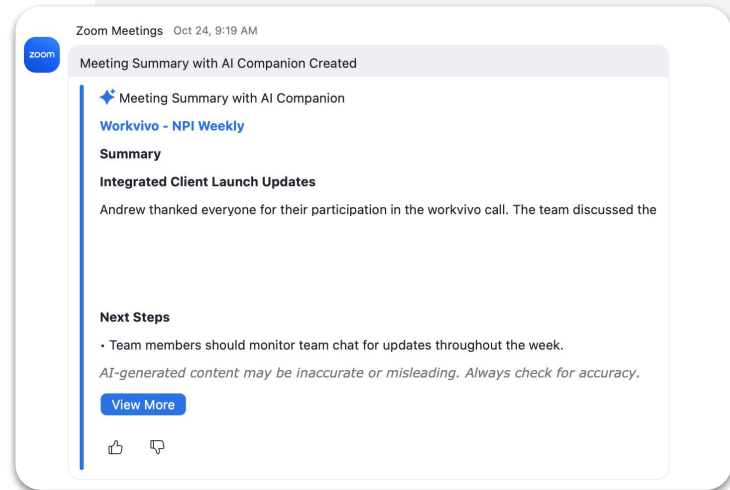 Zoom Meetings Oct 24, 9:19 AM
zoom
Meeting Summary with AI Companion Created
Meeting Summary with AI Companion
Workvivo - NPI Weekly
Summary
Integrated Client Launch Updates
Andrew thanked everyone for their participation in the workvivo call. The team discussed the
Next Steps
• Team members should monitor team chat for updates throughout the week.
AI-generated content may be inaccurate or misleading. Always check for accuracy.
View More